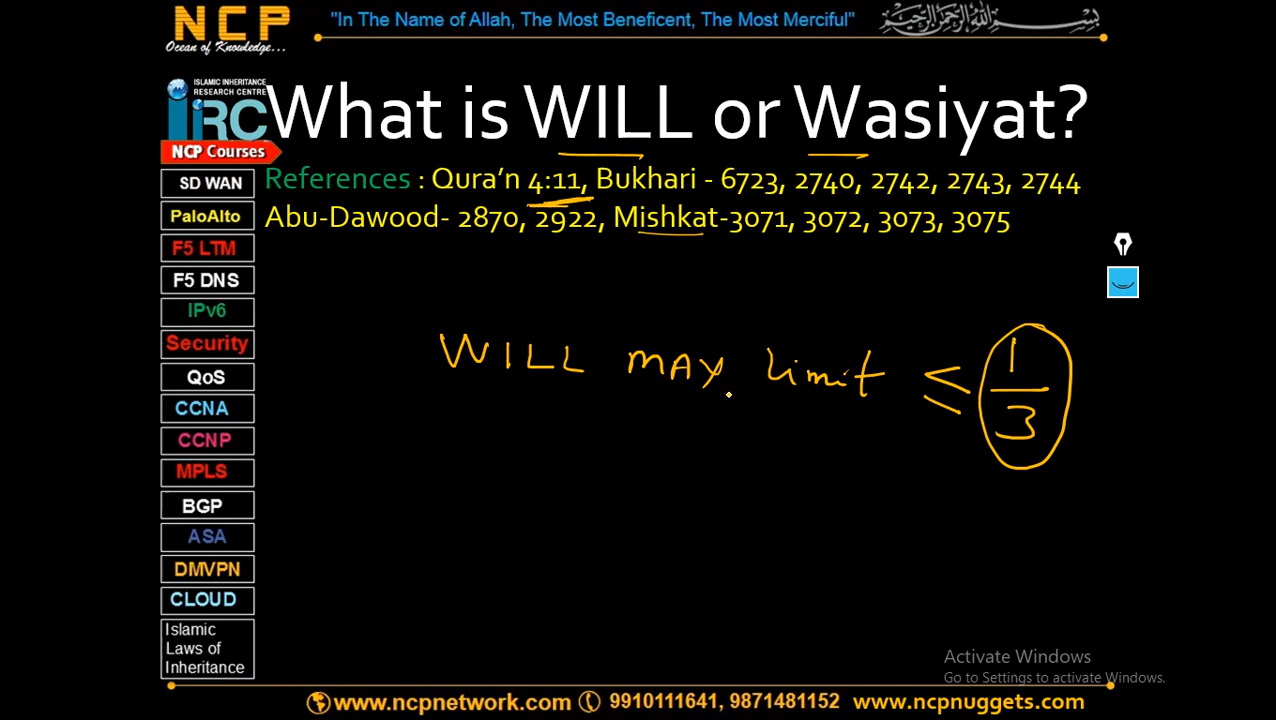 NCP
Ocean of Knowledge...
"In The Name of Allah, The Most Beneficent, The Most Merciful"
بسم الله الرحمن الرحيم
ISLAMIC INHERITANCE
RESEARCH CENTRE
IRC
NCP Courses
What is WILL or Wasiyat?
References : Qura’n 4:11, Bukhari - 6723, 2740, 2742, 2743, 2744
Abu-Dawood- 2870, 2922, Mishkat-3071, 3072, 3073, 3075
SD WAN
PaloAlto
F5 LTM
F5 DNS
IPv6
Security
QoS
CCNA
CCNP
MPLS
BGP
ASA
DMVPN
CLOUD
Islamic
Laws of
Inheritance
WILL MAY. Limit ≤ 1/3
Activate Windows
Go to Settings to activate Windows.
www.ncpnetwork.com 9910111641, 9871481152 www.ncpnuggets.com